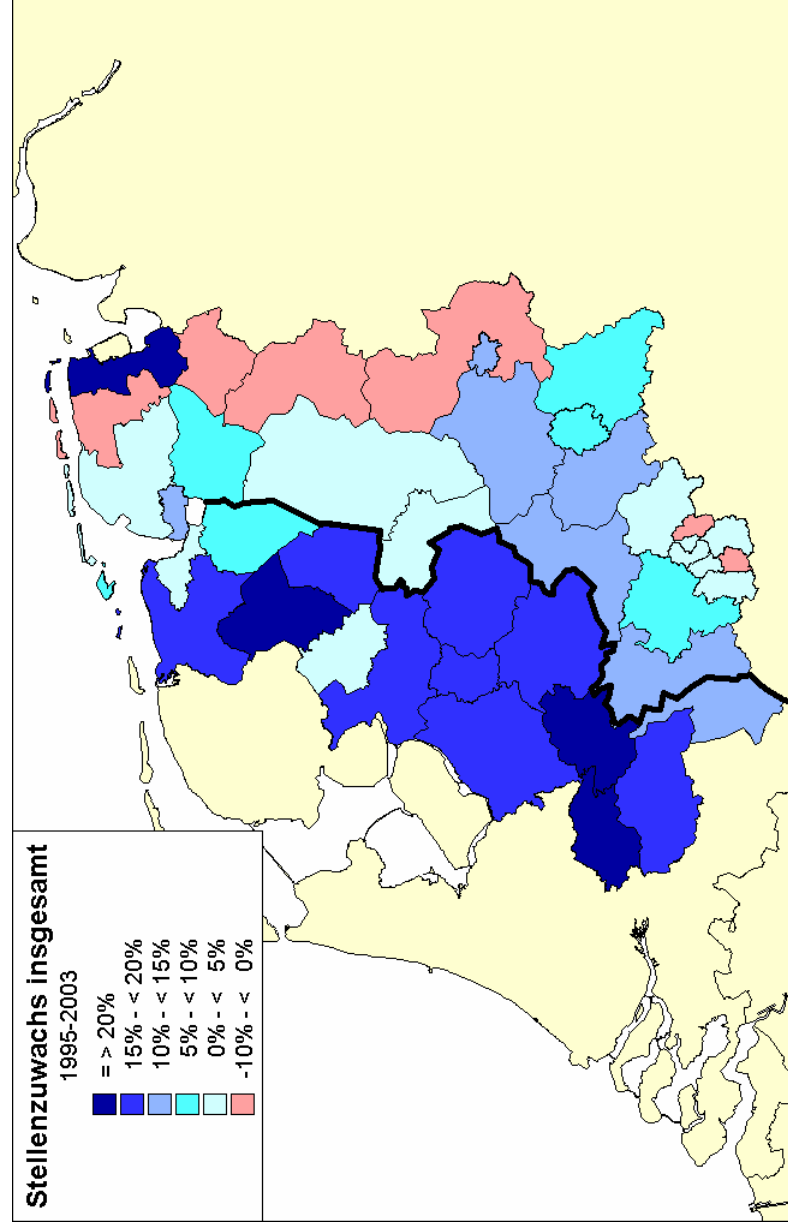 Stellenzuwachs insgesamt
1995-2003
= > 20%
15% - < 20%
10% - < 15%
5% - < 10%
0% - < 5%
-10% - < 0%